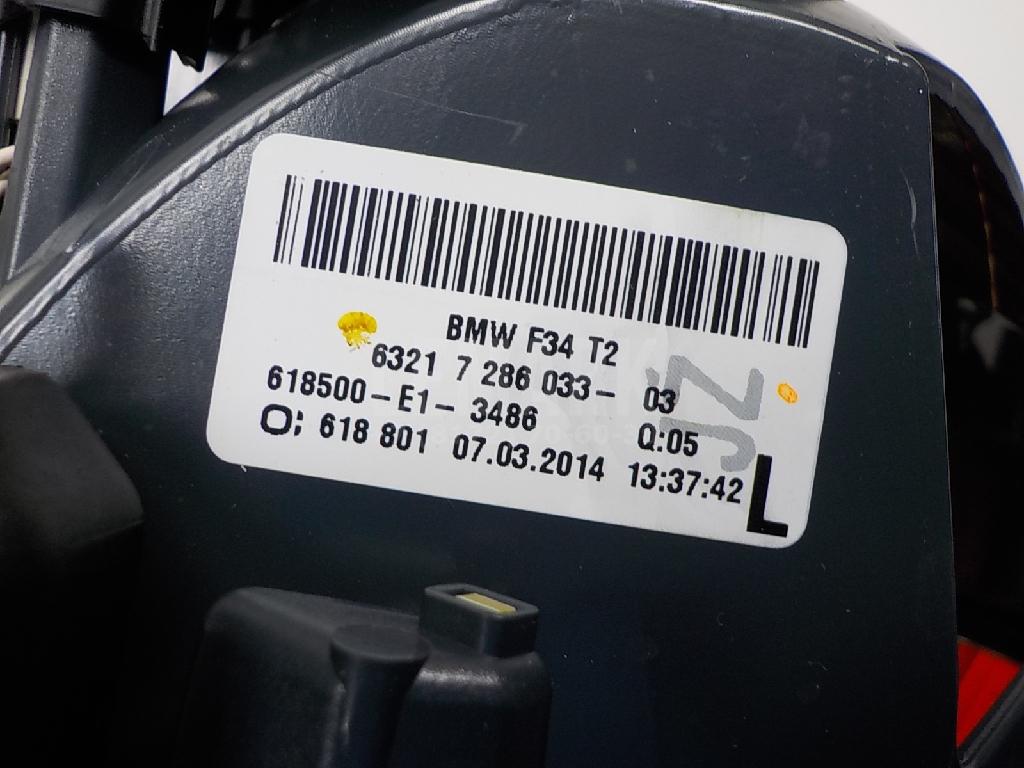 BMW F34 T2
6321 7 286 033- 03
618500-E1-3486 Q:05
O; 618 801 07.03.2014 13:37:42 L
JZ